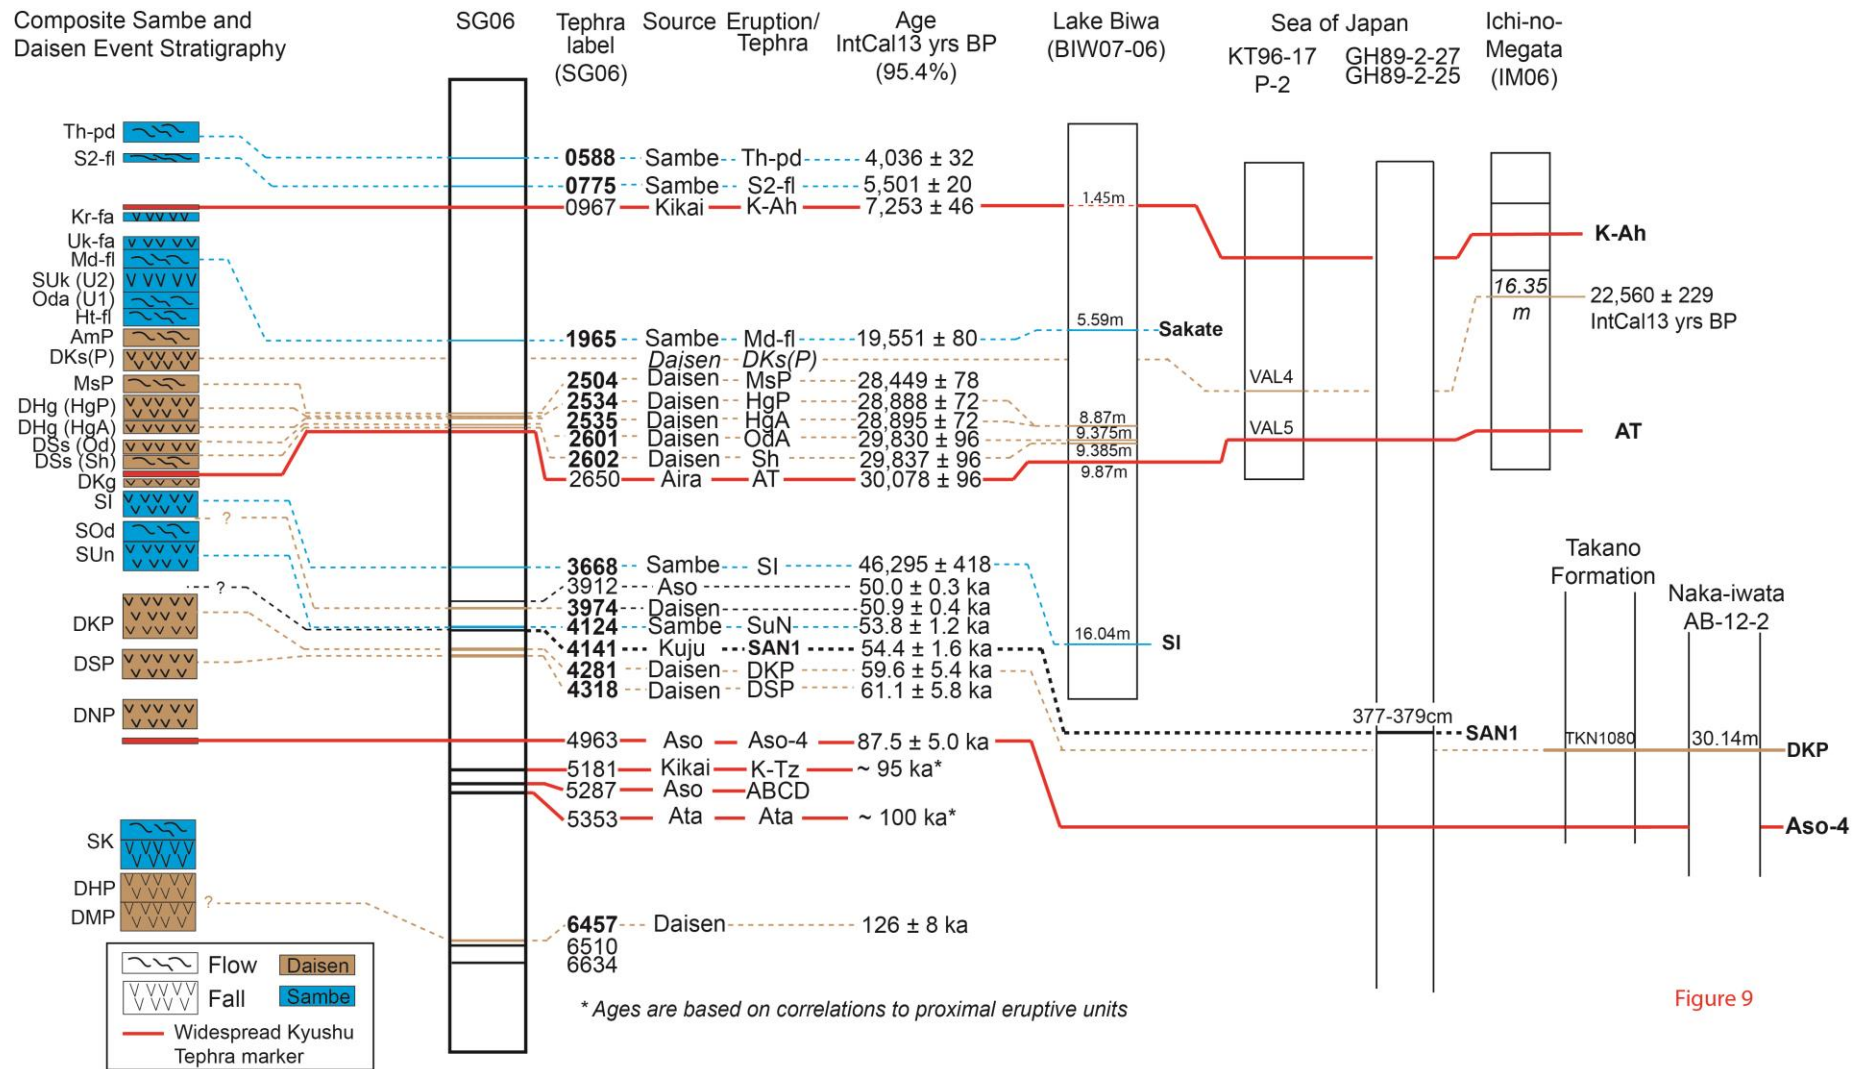 Composite Sambe and
Daisen Event Stratigraphy
SG06
Tephra
label
(SG06)
Source
Eruption/
Tephra
Age
IntCal13 yrs BP
(95.4%)
Lake Biwa
(BIW07-06)
Sea of Japan
KT96-17
P-2
GH89-2-27
GH89-2-25
Ichi-no-
Megata
(IM06)
Th-pd
S2-fl
Kr-fa
Uk-fa
Md-fl
SUk (U2)
Oda (U1)
Ht-fl
AmP
DKs(P)
MsP
DHg (HgP)
DHg (HgA)
DSs (Od)
DSs (Sh)
DKg
SI
?
SOd
SUn
?
DKP
DSP
DNP
SK
DHP
DMP
?
0588 Sambe Th-pd 4,036 ± 32
0775 Sambe S2-fl 5,501 ± 20
0967 Kikai K-Ah 7,253 ± 46
1965 Sambe Md-fl 19,551 ± 80
Daisen DKs(P)
2504 Daisen MsP 28,449 ± 78
2534 Daisen HgP 28,888 ± 72
2535 Daisen HgA 28,895 ± 72
2601 Daisen OdA 29,830 ± 96
2602 Daisen Sh 29,837 ± 96
2650 Aira AT 30,078 ± 96
3668 Sambe SI 46,295 ± 418
3912 Aso 50.0 ± 0.3 ka
3974 Daisen 50.9 ± 0.4 ka
4124 Sambe SuN 53.8 ± 1.2 ka
4141 Kuju SAN1 54.4 ± 1.6 ka
4281 Daisen DKP 59.6 ± 5.4 ka
4318 Daisen DSP 61.1 ± 5.8 ka
4963 Aso Aso-4 87.5 ± 5.0 ka
5181 Kikai K-Tz ~ 95 ka*
5287 Aso ABCD
5353 Ata Ata ~ 100 ka*
6457 Daisen 126 ± 8 ka
6510
6634
1.45m
5.59m
Sakate
8.87m
9.375m
9.385m
9.87m
16.04m
SI
VAL4
VAL5
16.35
m
K-Ah
22,560 ± 229
IntCal13 yrs BP
AT
Takano
Formation
Naka-iwata
AB-12-2
377-379cm
SAN1
TKN1080
30.14m
DKP
Aso-4
Flow
Daisen
Fall
Sambe
Widespread Kyushu
Tephra marker
* Ages are based on correlations to proximal eruptive units
Figure 9